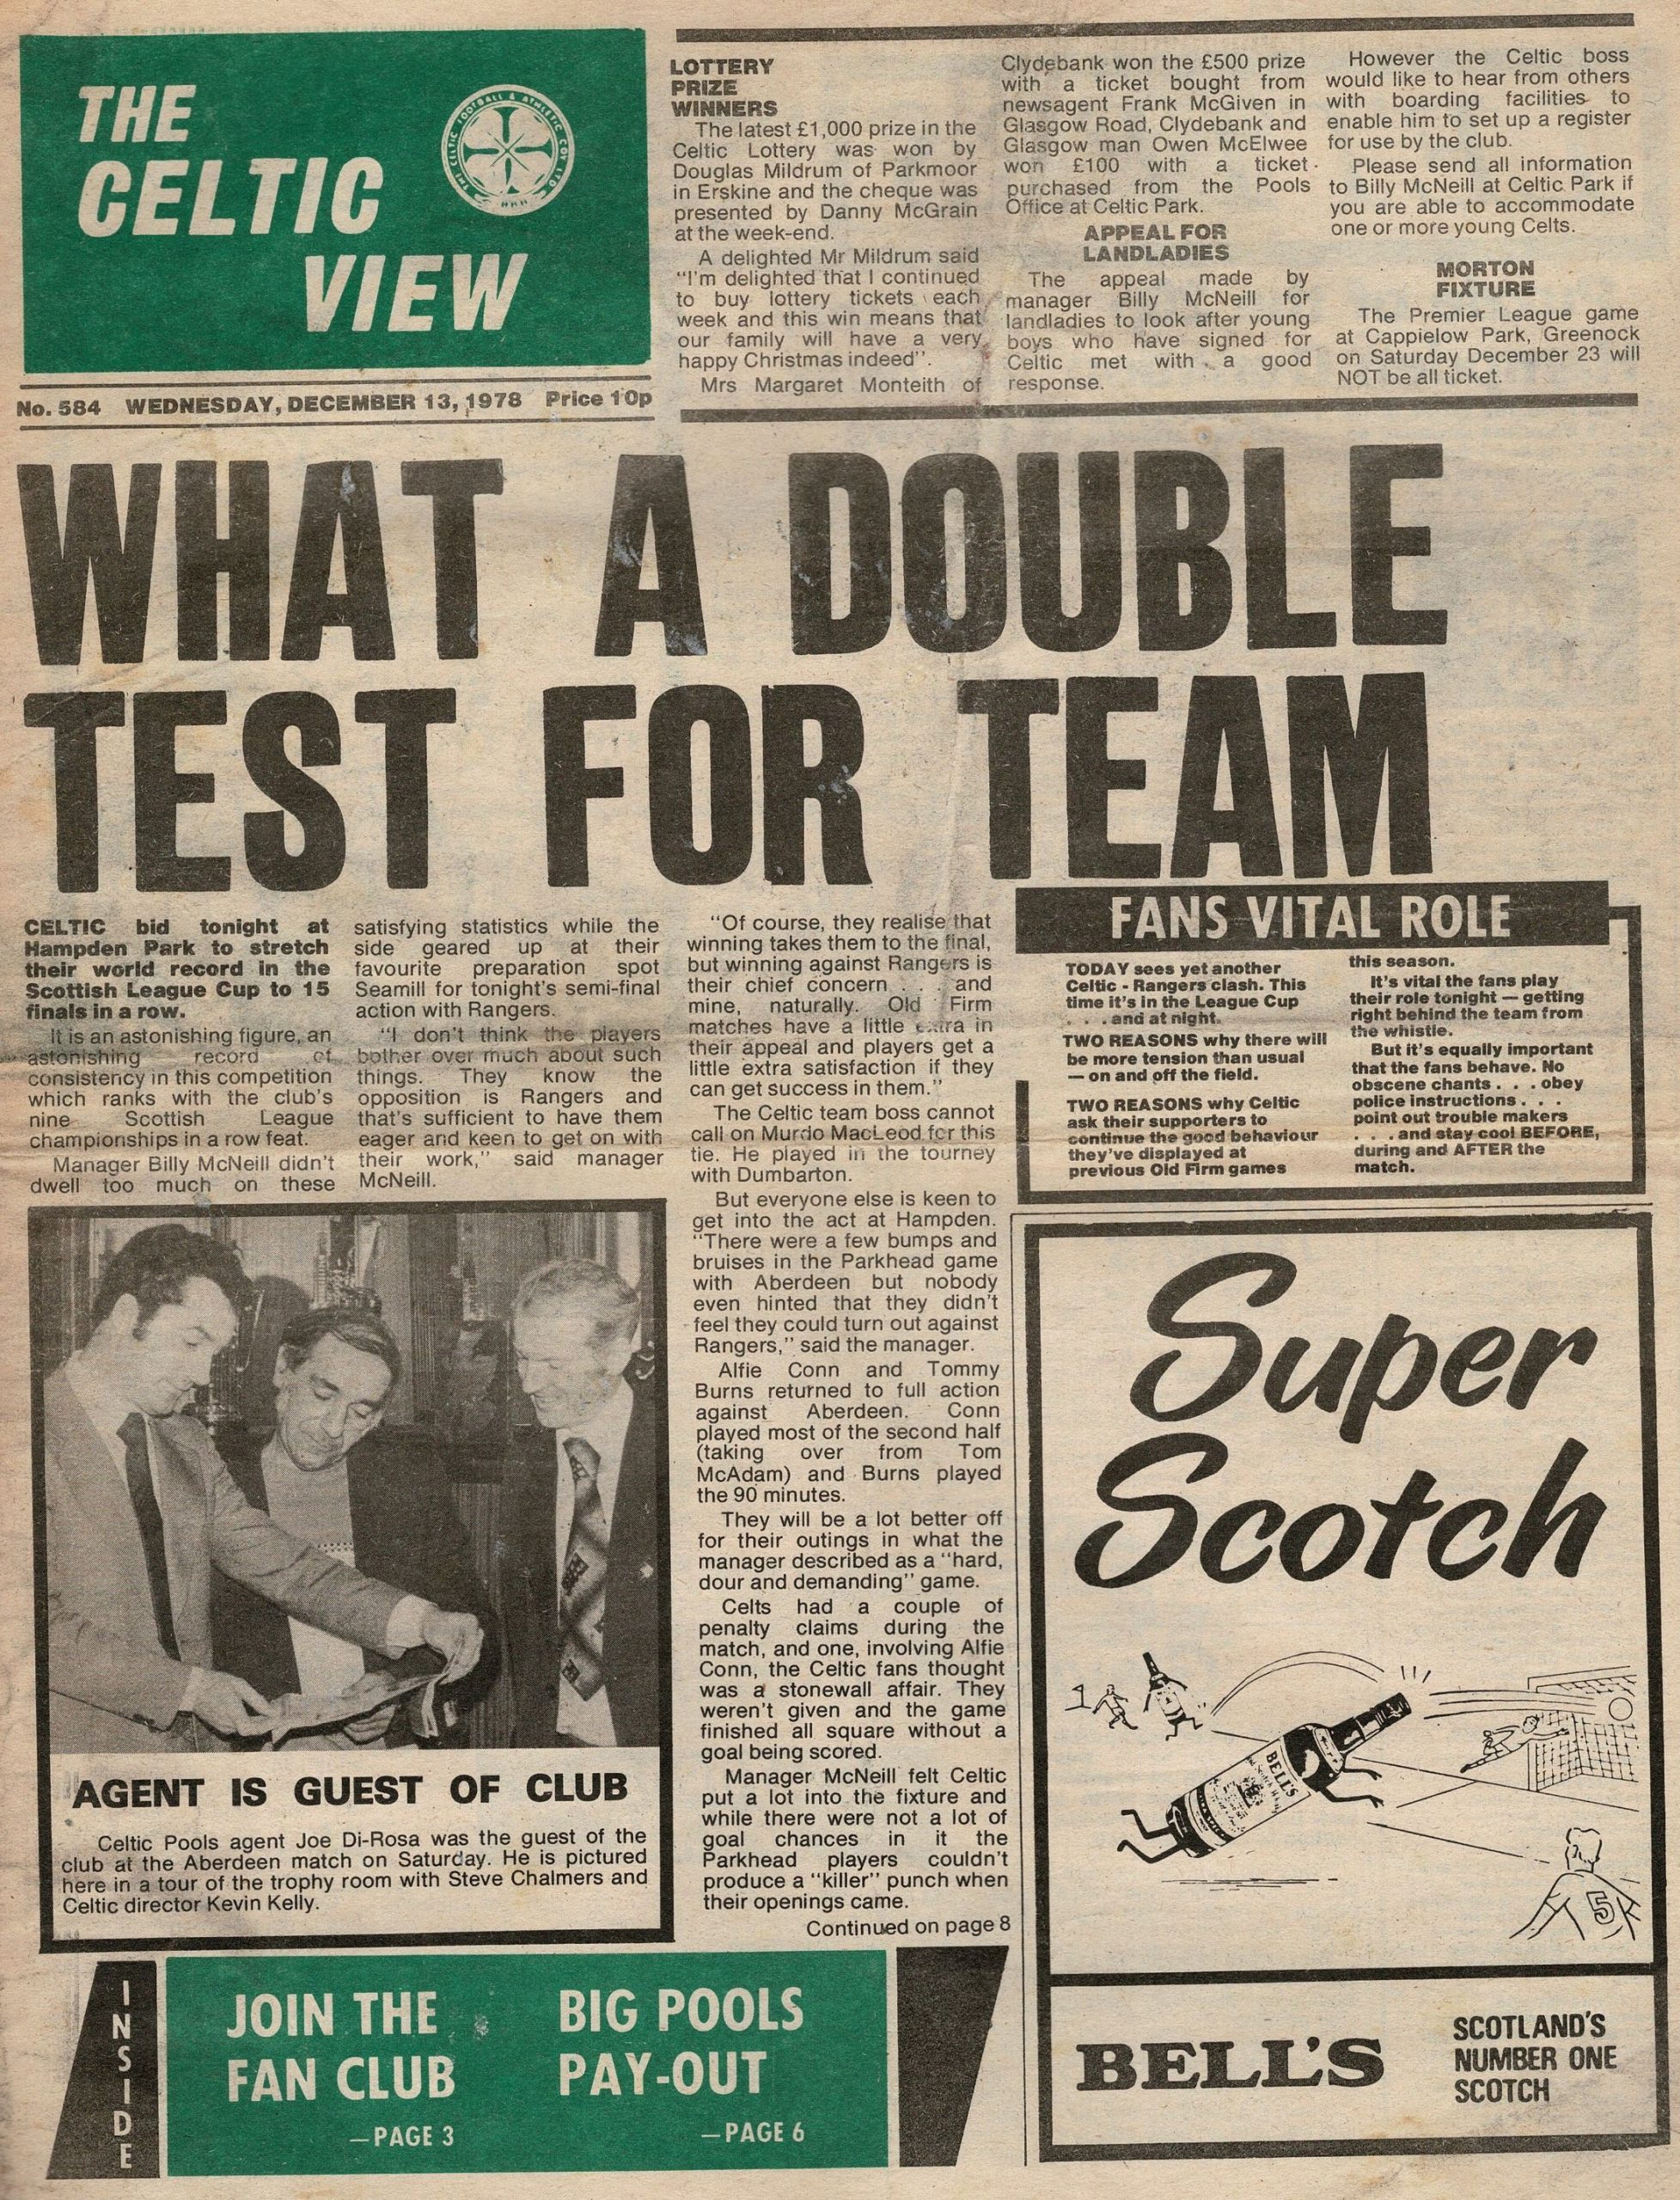 THE
CELTIC
VIEW
THE CELTIC FOOTBALL & ATHLETIC COY LTD
No. 584 WEDNESDAY, DECEMBER 13, 1978 Price 10p
LOTTERY
PRIZE
WINNERS
The latest £1,000 prize in the
Celtic Lottery was won by
Douglas Mildrum of Parkmoor
in Erskine and the cheque was
presented by Danny McGrain
at the week-end.
A delighted Mr Mildrum said
“I’m delighted that I continued
to buy lottery tickets each
week and this win means that
our family will have a very
happy Christmas indeed”.
Mrs Margaret Monteith of
Clydebank won the £500 prize
with a ticket bought from
newsagent Frank McGiven in
Glasgow Road, Clydebank and
Glasgow man Owen McElwee
won £100 with a ticket
purchased from the Pools
Office at Celtic Park.
APPEAL FOR
LANDLADIES
The appeal made by
manager Billy McNeill for
landladies to look after young
boys who have signed for
Celtic met with a good
response.
However the Celtic boss
would like to hear from others
with boarding facilities to
enable him to set up a register
for use by the club.
Please send all information
to Billy McNeill at Celtic Park if
you are able to accommodate
one or more young Celts.
MORTON
FIXTURE
The Premier League game
at Cappielow Park, Greenock
on Saturday December 23 will
NOT be all ticket.
WHAT A DOUBLE
TEST FOR TEAM
CELTIC bid tonight at
Hampden Park to stretch
their world record in the
Scottish League Cup to 15
finals in a row.
It is an astonishing figure, an
astonishing record of
consistency in this competition
which ranks with the club’s
nine Scottish League
championships in a row feat.
Manager Billy McNeill didn’t
dwell too much on these
satisfying statistics while the
side geared up at their
favourite preparation spot
Seamill for tonight’s semi-final
action with Rangers.
“I don’t think the players
bother over much about such
things. They know the
opposition is Rangers and
that’s sufficient to have them
eager and keen to get on with
their work,” said manager
McNeill.
“Of course, they realise that
winning takes them to the final,
but winning against Rangers is
their chief concern . . . and
mine, naturally. Old Firm
matches have a little extra in
their appeal and players get a
little extra satisfaction if they
can get success in them.”
The Celtic team boss cannot
call on Murdo MacLeod for this
tie. He played in the tourney
with Dumbarton.
But everyone else is keen to
get into the act at Hampden.
“There were a few bumps and
bruises in the Parkhead game
with Aberdeen but nobody
even hinted that they didn’t
feel they could turn out against
Rangers,” said the manager.
Alfie Conn and Tommy
Burns returned to full action
against Aberdeen. Conn
played most of the second half
(taking over from Tom
McAdam) and Burns played
the 90 minutes.
They will be a lot better off
for their outings in what the
manager described as a “hard,
dour and demanding” game.
Celts had a couple of
penalty claims during the
match, and one, involving Alfie
Conn, the Celtic fans thought
was a stonewall affair. They
weren’t given and the game
finished all square without a
goal being scored.
Manager McNeill felt Celtic
put a lot into the fixture and
while there were not a lot of
goal chances in it the
Parkhead players couldn’t
produce a “killer” punch when
their openings came.
Continued on page 8
FANS VITAL ROLE
TODAY sees yet another
Celtic - Rangers clash. This
time it’s in the League Cup
. . . and at night.
TWO REASONS why there will
be more tension than usual
— on and off the field.
TWO REASONS why Celtic
ask their supporters to
continue the good behaviour
they’ve displayed at
previous Old Firm games
this season.
It’s vital the fans play
their role tonight — getting
right behind the team from
the whistle.
But it’s equally important
that the fans behave. No
obscene chants . . . obey
police instructions . . .
point out trouble makers
. . . and stay cool BEFORE,
during and AFTER the
match.
AGENT IS GUEST OF CLUB
Celtic Pools agent Joe Di-Rosa was the guest of the
club at the Aberdeen match on Saturday. He is pictured
here in a tour of the trophy room with Steve Chalmers and
Celtic director Kevin Kelly.
INSIDE
JOIN THE
FAN CLUB
—PAGE 3
BIG POOLS
PAY-OUT
—PAGE 6
Super
Scotch
BELL'S
5
BELL'S
SCOTLAND'S
NUMBER ONE
SCOTCH